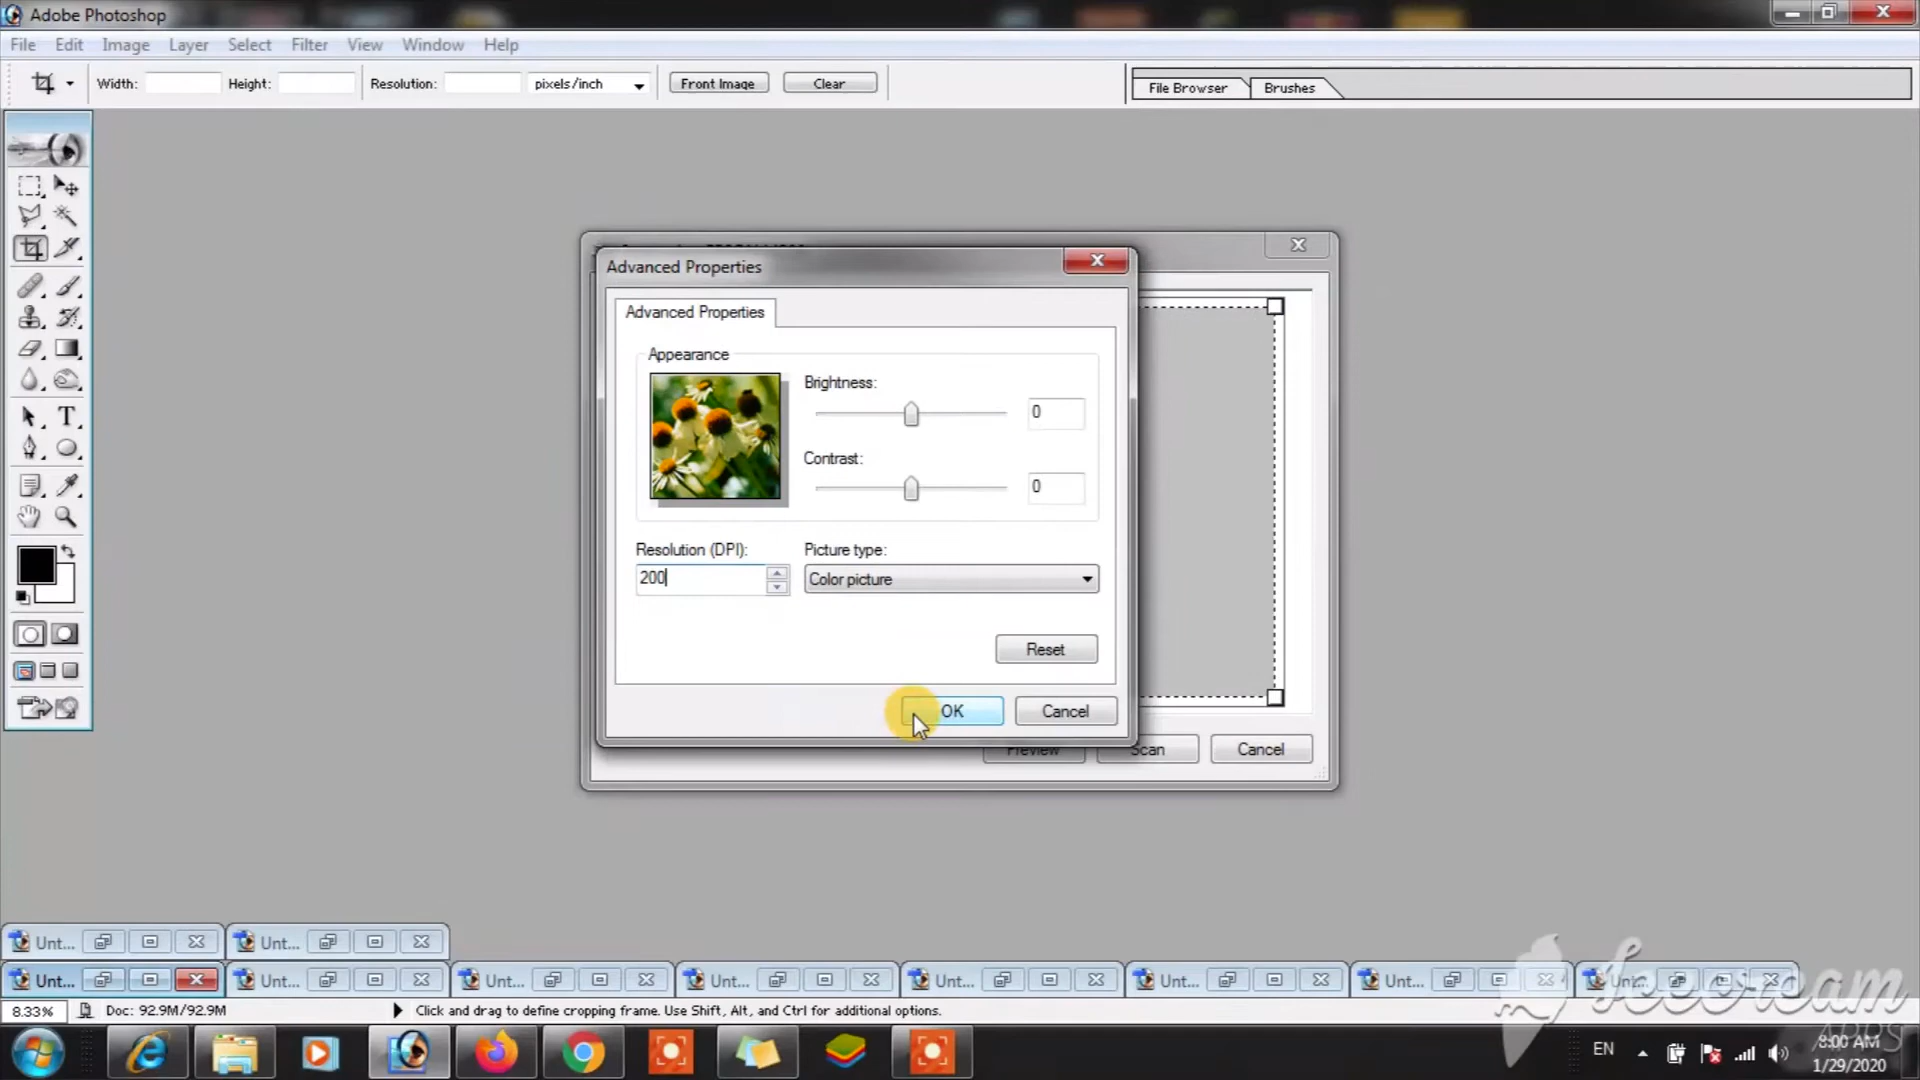 Adobe Photoshop
File Edit Image Layer Select Filter View Window Help
Width: Height: Resolution: pixels/inch Front Image Clear
File Browser Brushes
Advanced Properties
Advanced Properties
Appearance
Brightness:
0
Contrast:
0
Resolution (DPI): Picture type:
200 Color picture
Reset
OK Cancel
Preview Scan Cancel
T
Unt... Unt...
Unt... Unt... Unt... Unt... Unt... Unt... Unt...
8.33% Doc: 92.9M/92.9M Click and drag to define cropping frame. Use Shift, Alt, and Ctrl for additional options.
Icecream
APPS
EN 8:00 AM
1/29/2020